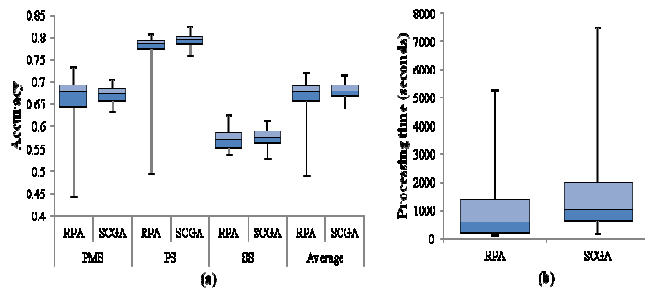 Accuracy
0.85
0.8
0.75
0.7
0.65
0.6
0.55
0.5
0.45
0.4
RPA SCGA RPA SCGA RPA SCGA RPA SCGA
PMS PS SS Average
(a)
Processing time (seconds)
8000
7000
6000
5000
4000
3000
2000
1000
0
RPA SCGA
(b)